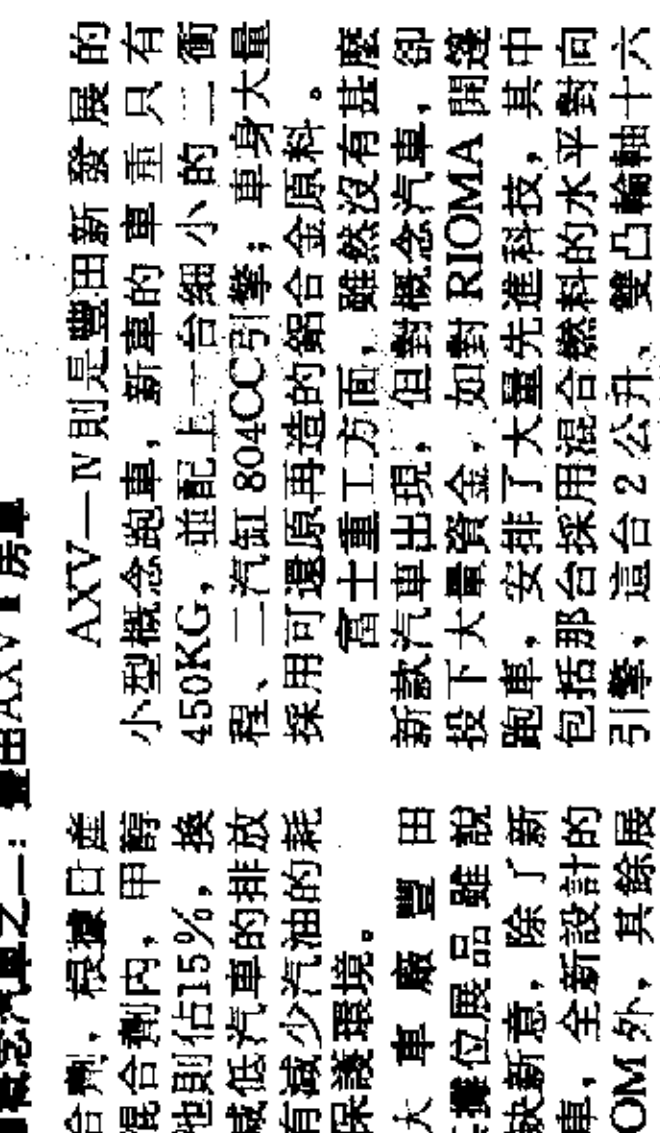 概念汽車之一：豐田AXV
合劑，根據日產
混合劑內，甲醇
他則佔15%，換
減低汽車的排放
有減少汽油的耗
保護環境。
大車廠豐田
攤位展品雖說
缺新意，除了新
車，全新設計的
OM外，其餘展
AXV—IV則是豐田新發展的
小型概念跑車，新車的車重只有
450KG，並配上一台細小的二衝
程、二汽缸804CC引擎；車身大量
採用可還原再造的鋁合金原料。
富士重工方面，雖然沒有甚麼
新款汽車出現，但對概念汽車，卻
投下大量資金，如對RIOMA開篷
跑車，安排了大量先進科技，其中
包括那台採用混合燃料的水平對向
引擎，這台2公升、雙凸輪軸十六